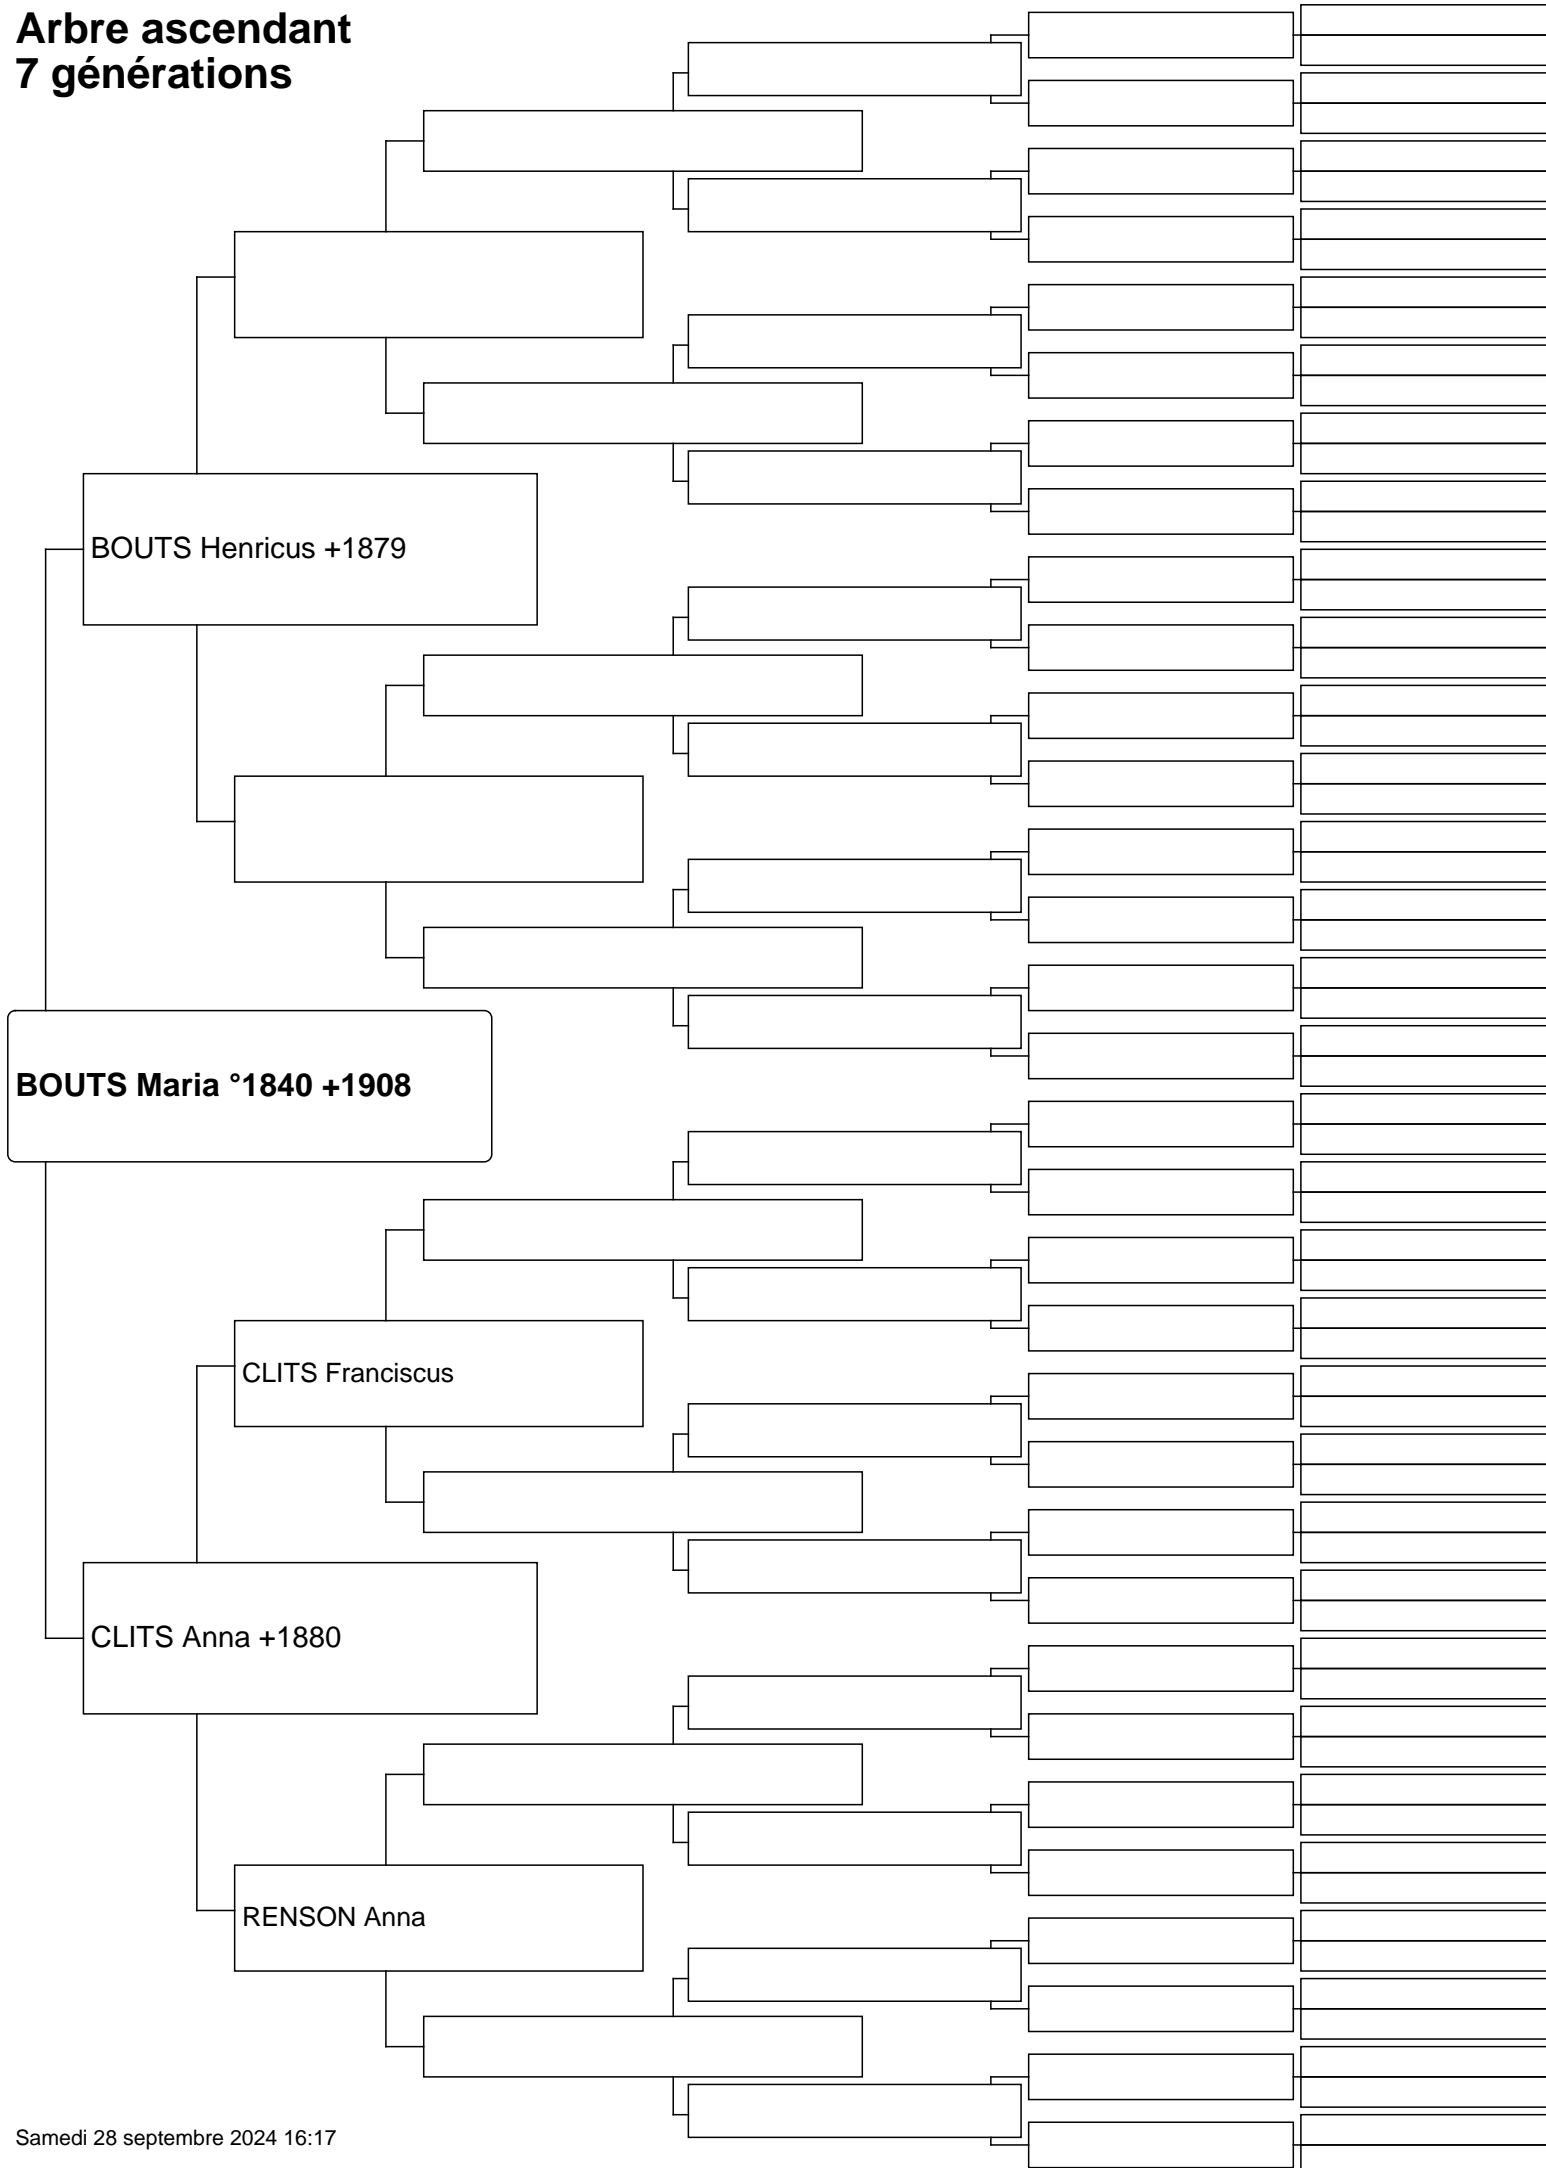 Arbre ascendant
7 générations
BOUTS Henricus +1879
BOUTS Maria °1840 +1908
CLITS Franciscus
CLITS Anna +1880
RENSON Anna
Samedi 28 septembre 2024 16:17